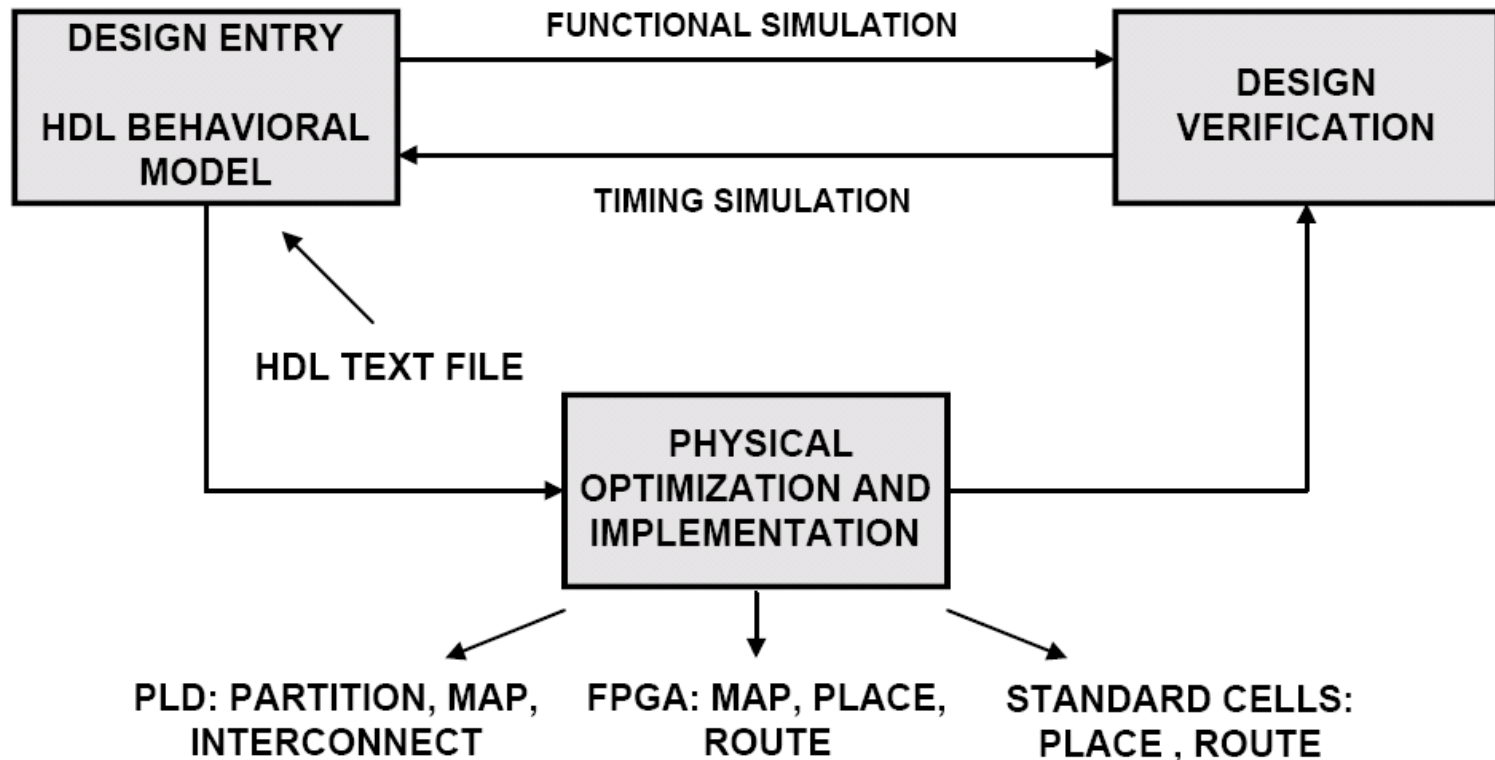 DESIGN ENTRY
HDL BEHAVIORAL
MODEL
FUNCTIONAL SIMULATION
TIMING SIMULATION
DESIGN
VERIFICATION
HDL TEXT FILE
PHYSICAL
OPTIMIZATION AND
IMPLEMENTATION
PLD: PARTITION, MAP,
INTERCONNECT
FPGA: MAP, PLACE,
ROUTE
STANDARD CELLS:
PLACE , ROUTE